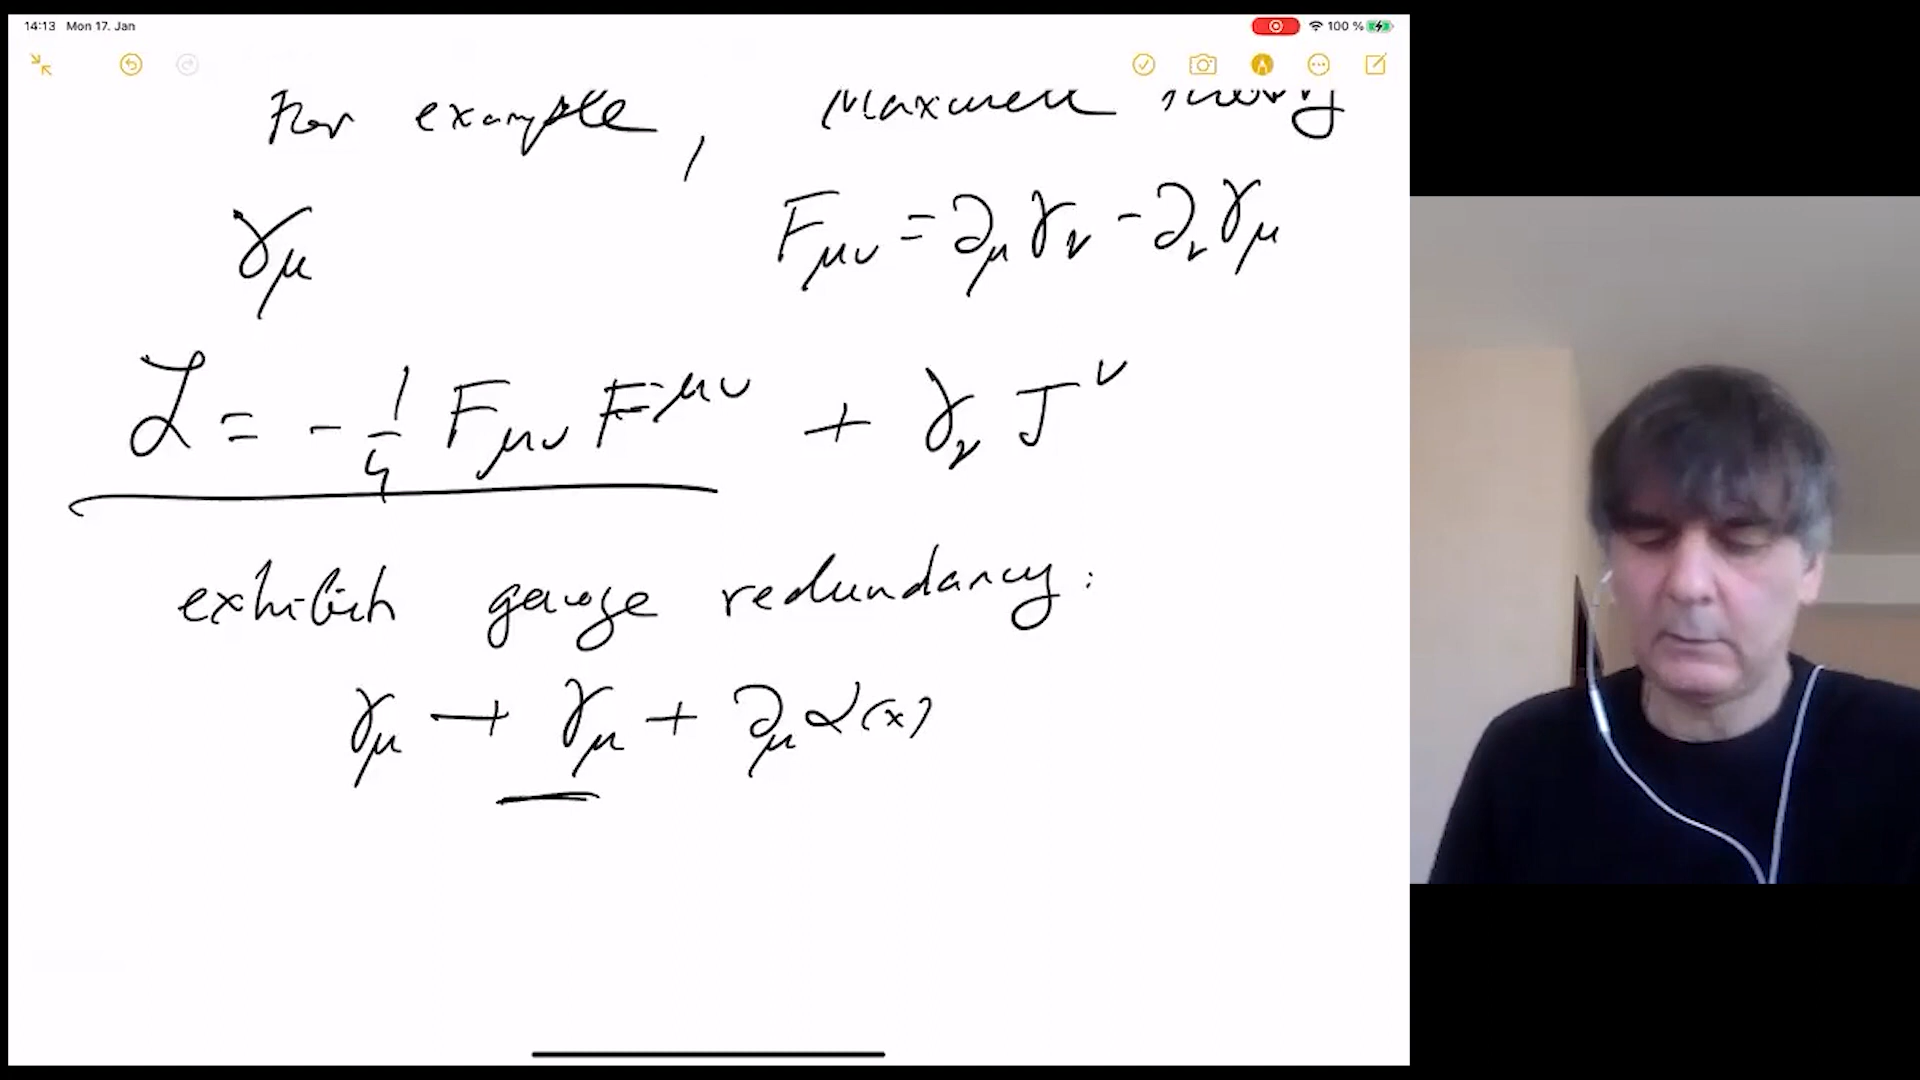 14:13 Mon 17. Jan 100 %
For example, Maxwell theory
γ_μ F_μν = ∂_μ γ_ν - ∂_ν γ_μ
ℒ = - 1/4 F_μν F^μν + γ_ν J^ν
exhibits gauge redundancy:
γ_μ → γ_μ + ∂_μ α(x)